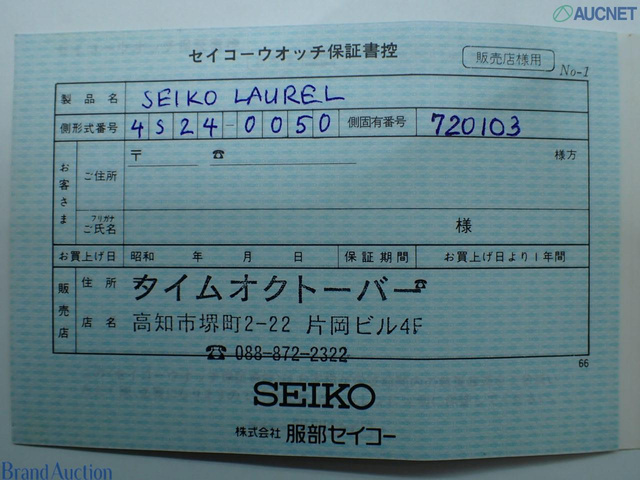 AUCNET
セイコーウオッチ保証書控
販売店様用
No-1
製品名 SEIKO LAUREL
側形式番号 4S24-0050 側固有番号 720103
お客さま ご住所 〒 ☎ 様方
フリガナ
ご氏名 様
お買上げ日 昭和 年 月 日 保証期間 お買上げ日より1年間
販売店 住所 タイムオクトーバー ☎
店名 高知市堺町2-22 片岡ビル4F
☎ 088-872-2322
66
SEIKO
株式会社 服部セイコー
Brand Auction